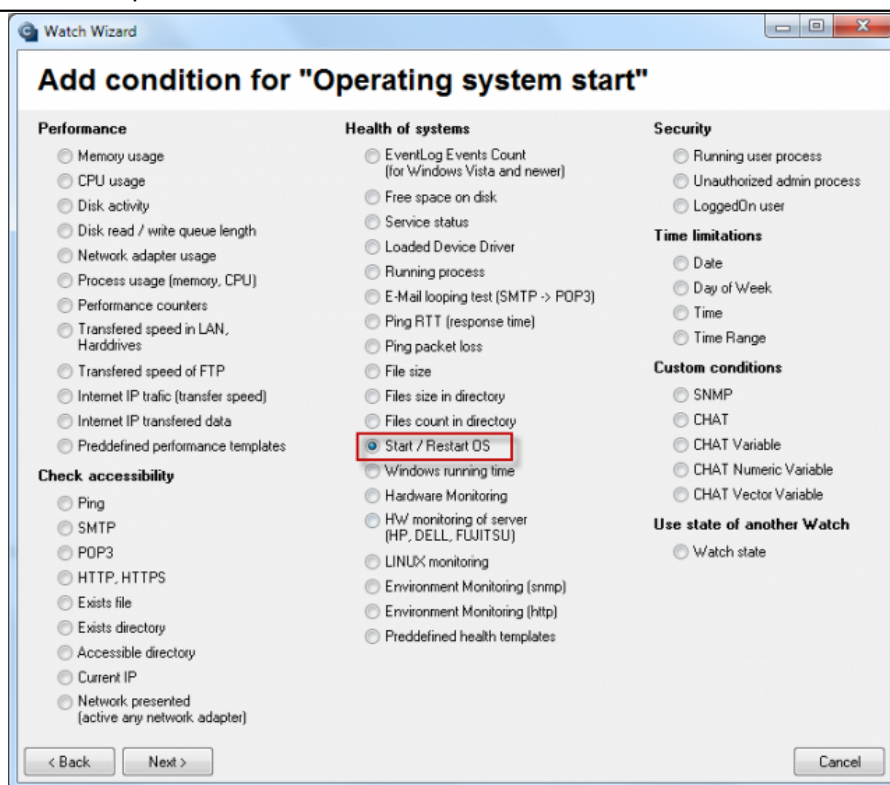 Watch Wizard
Add condition for "Operating system start"
Performance
Memory usage
CPU usage
Disk activity
Disk read / write queue length
Network adapter usage
Process usage (memory, CPU)
Performance counters
Transfered speed in LAN,
Harddrives
Transfered speed of FTP
Internet IP trafic (transfer speed)
Internet IP transfered data
Preddefined performance templates
Check accessibility
Ping
SMTP
POP3
HTTP, HTTPS
Exists file
Exists directory
Accessible directory
Current IP
Network presented
(active any network adapter)
Health of systems
EventLog Events Count
(for Windows Vista and newer)
Free space on disk
Service status
Loaded Device Driver
Running process
E-Mail looping test (SMTP -> POP3)
Ping RTT (response time)
Ping packet loss
File size
Files size in directory
Files count in directory
Start / Restart OS
Windows running time
Hardware Monitoring
HW monitoring of server
(HP, DELL, FUJITSU)
LINUX monitoring
Environment Monitoring (snmp)
Environment Monitoring (http)
Preddefined health templates
Security
Running user process
Unauthorized admin process
LoggedOn user
Time limitations
Date
Day of Week
Time
Time Range
Custom conditions
SNMP
CHAT
CHAT Variable
CHAT Numeric Variable
CHAT Vector Variable
Use state of another Watch
Watch state
< Back
Next >
Cancel